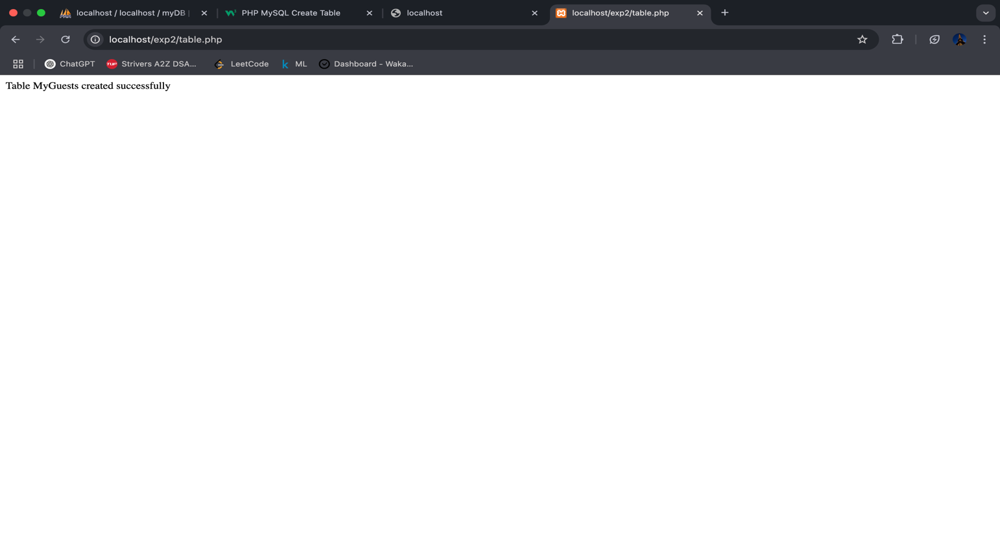 localhost / localhost / myDB
PHP MySQL Create Table
localhost
localhost/exp2/table.php
localhost/exp2/table.php
ChatGPT
TUF Strivers A2Z DSA...
LeetCode
k ML
Dashboard - Waka...
Table MyGuests created successfully